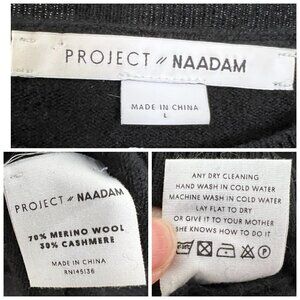 PROJECT // NAADAM
MADE IN CHINA
L
PROJECT // NAADAM
70% MERINO WOOL
30% CASHMERE
MADE IN CHINA
RN145136
ANY DRY CLEANING
HAND WASH IN COLD WATER
MACHINE WASH IN COLD WATER
LAY FLAT TO DRY
OR GIVE IT TO YOUR MOTHER
SHE KNOWS HOW TO DO IT